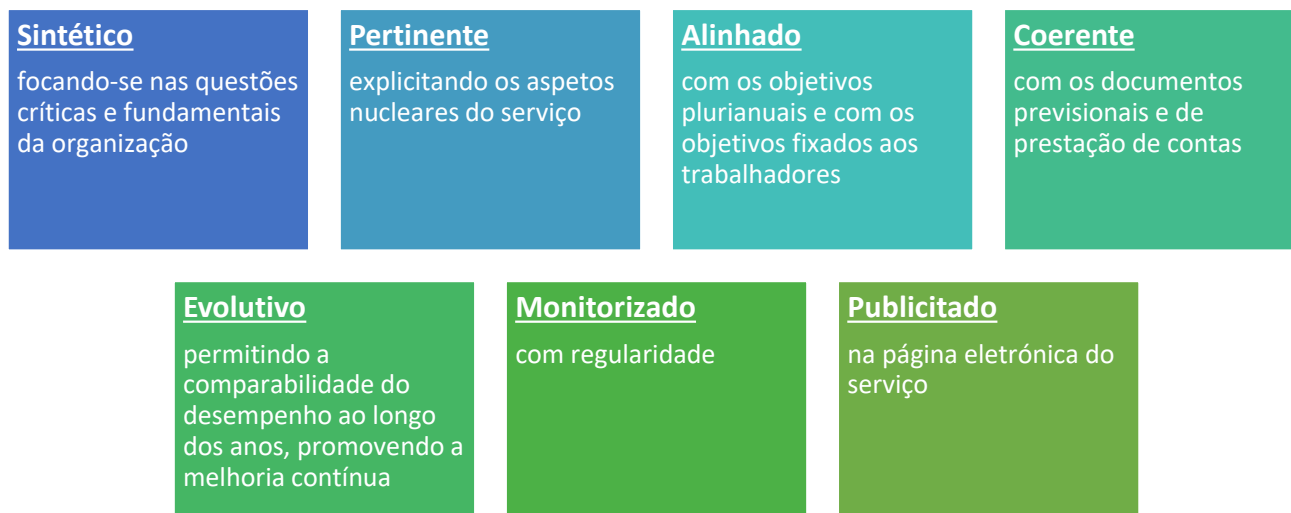 Sintético
focando-se nas questões
críticas e fundamentais
da organização
Pertinente
explicitando os aspetos
nucleares do serviço
Alinhado
com os objetivos
plurianuais e com os
objetivos fixados aos
trabalhadores
Coerente
com os documentos
previsionais e de
prestação de contas
Evolutivo
permitindo a
comparabilidade do
desempenho ao longo
dos anos, promovendo a
melhoria contínua
Monitorizado
com regularidade
Publicitado
na página eletrónica do
serviço